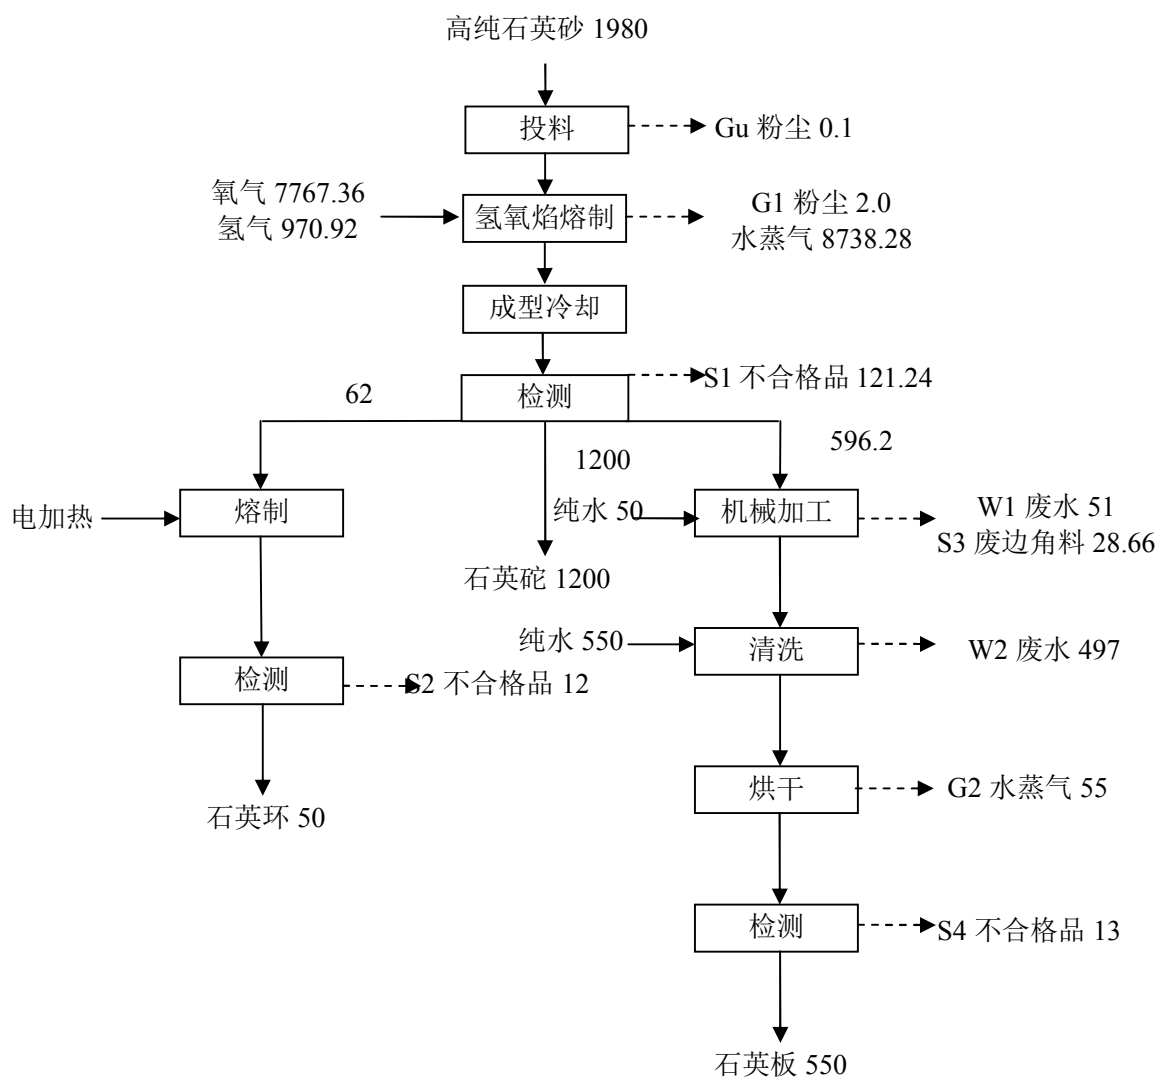 高纯石英砂 1980
投料
Gu 粉尘 0.1
氧气 7767.36
氢气 970.92
氢氧焰熔制
G1 粉尘 2.0
水蒸气 8738.28
成型冷却
检测
S1 不合格品 121.24
62
1200
596.2
电加热
熔制
纯水 50
机械加工
W1 废水 51
S3 废边角料 28.66
石英砣 1200
纯水 550
清洗
W2 废水 497
检测
S2 不合格品 12
烘干
G2 水蒸气 55
石英环 50
检测
S4 不合格品 13
石英板 550